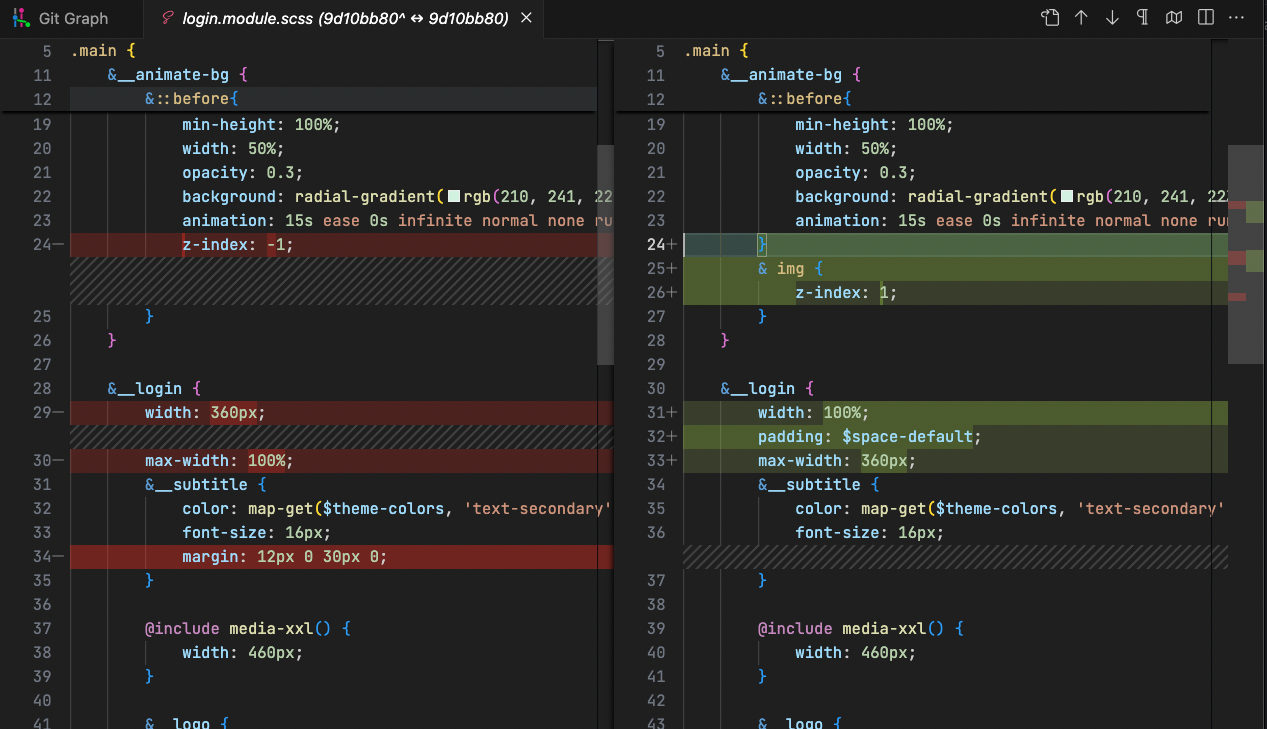 Git Graph
login.module.scss (9d10bb80^ ↔ 9d10bb80)
5 .main {
11 &__animate-bg {
12 &::before{
19 min-height: 100%;
20 width: 50%;
21 opacity: 0.3;
22 background: radial-gradient(rgb(210, 241, 22
23 animation: 15s ease 0s infinite normal none ru
24— z-index: -1;
25 }
26 }
27
28 &__login {
29— width: 360px;
30— max-width: 100%;
31 &__subtitle {
32 color: map-get($theme-colors, 'text-secondary'
33 font-size: 16px;
34— margin: 12px 0 30px 0;
35 }
36
37 @include media-xxl() {
38 width: 460px;
39 }
40
41 &__logo {
5 .main {
11 &__animate-bg {
12 &::before{
19 min-height: 100%;
20 width: 50%;
21 opacity: 0.3;
22 background: radial-gradient(rgb(210, 241, 22
23 animation: 15s ease 0s infinite normal none ru
24+ }
25+ & img {
26+ z-index: 1;
27 }
28 }
29
30 &__login {
31+ width: 100%;
32+ padding: $space-default;
33+ max-width: 360px;
34 &__subtitle {
35 color: map-get($theme-colors, 'text-secondary'
36 font-size: 16px;
37 }
38
39 @include media-xxl() {
40 width: 460px;
41 }
42
43 &__logo {